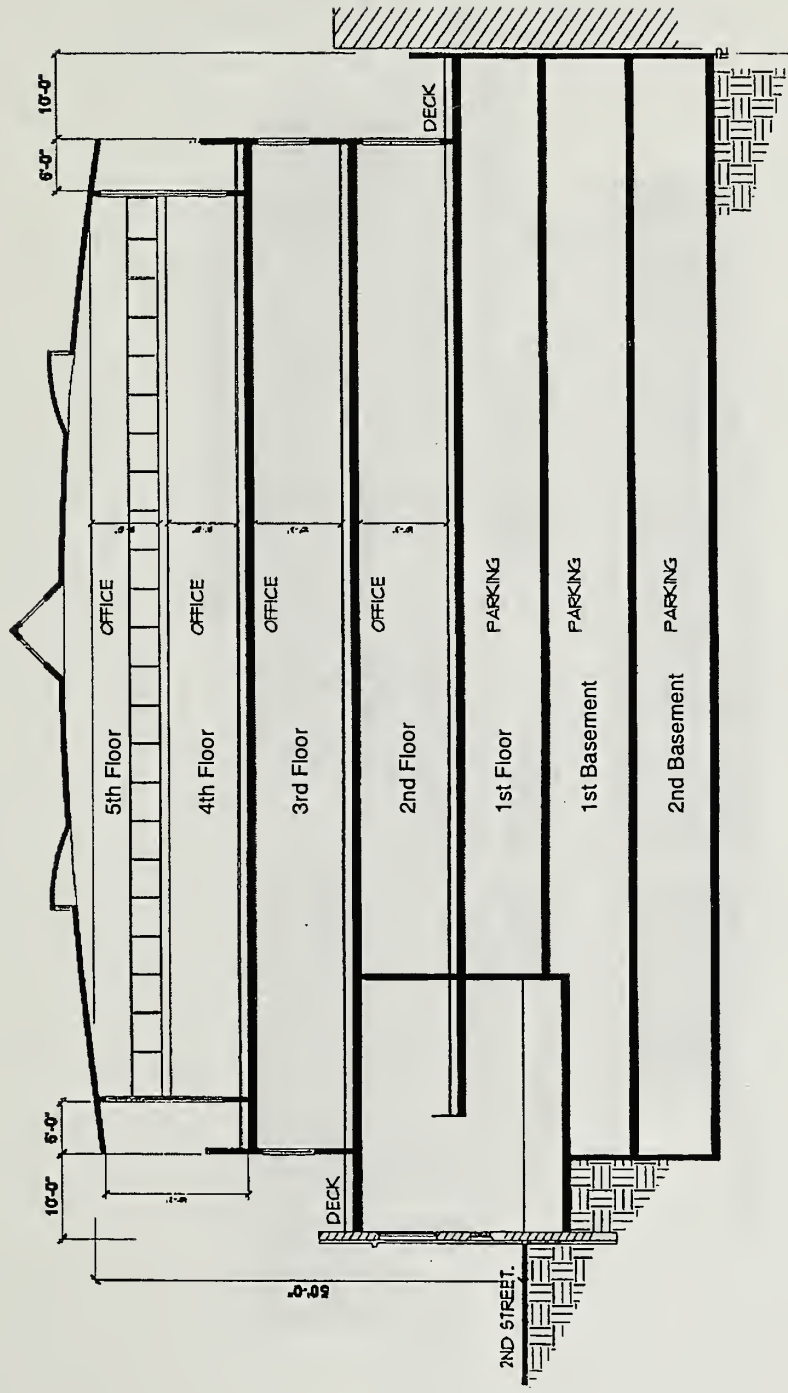 10'-0"
6'-0"
6'-0"
10'-0"
5th Floor OFFICE
4th Floor OFFICE
3rd Floor OFFICE
DECK
2nd Floor OFFICE
DECK
50'-0"
1st Floor PARKING
2ND STREET.
1st Basement PARKING
2nd Basement PARKING